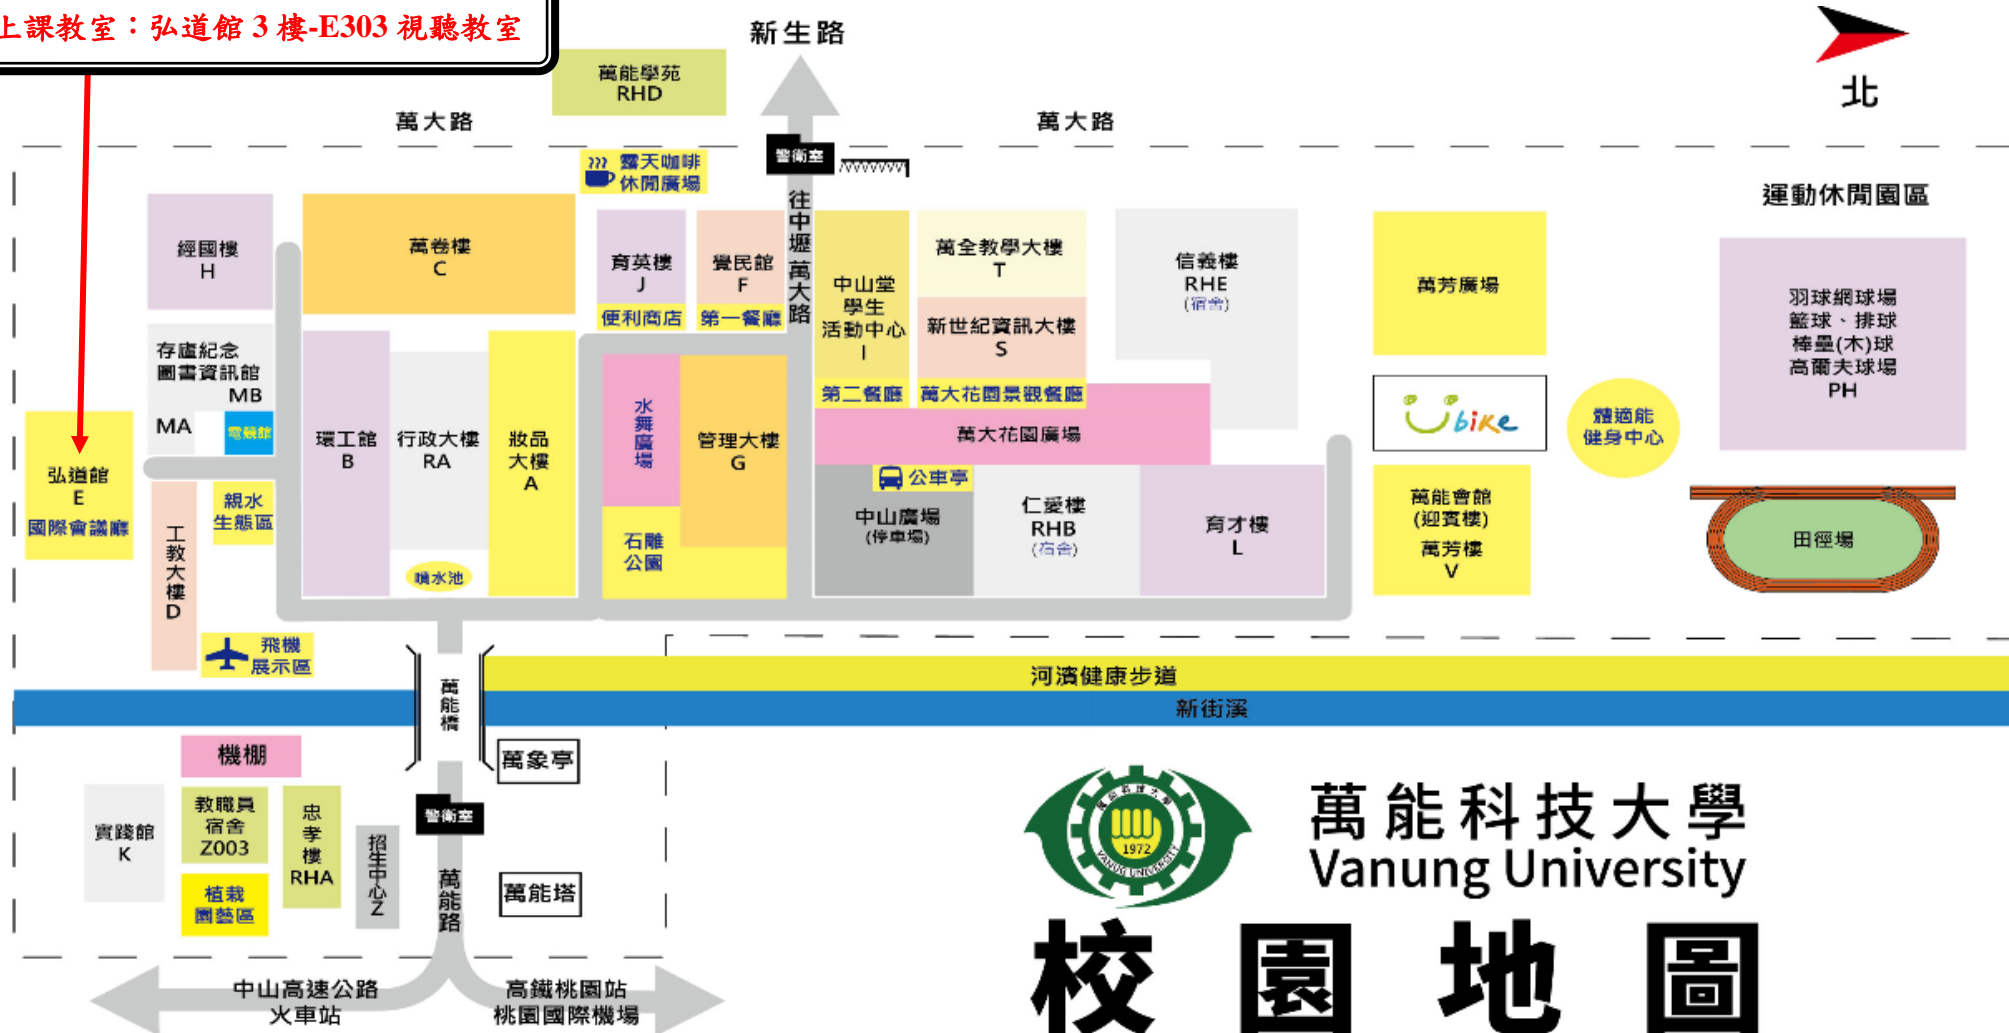 上課教室：弘道館 3 樓-E303 視聽教室
新生路
北
萬能學苑
RHD
萬大路
萬大路
警衛室
露天咖啡
休閒廣場
往中壢 萬大路
運動休閒園區
經國樓
H
萬卷樓
C
育英樓
J
便利商店
覺民館
F
第一餐廳
中山堂
學生
活動中心
I
第二餐廳
萬全教學大樓
T
新世紀資訊大樓
S
萬大花園景觀餐廳
信義樓
RHE
(宿舍)
萬芳廣場
羽球網球場
籃球、排球
棒壘(木)球
高爾夫球場
PH
存廬紀念
圖書資訊館
MB
MA
電競館
環工館
B
行政大樓
RA
妝品
大樓
A
水舞廣場
管理大樓
G
萬大花園廣場
Ubike
體適能
健身中心
弘道館
E
國際會議廳
親水
生態區
工教大樓D
噴水池
石雕
公園
公車亭
中山廣場
(停車場)
仁愛樓
RHB
(宿舍)
育才樓
L
萬能會館
(迎賓樓)
萬芳樓
V
田徑場
飛機
展示區
萬能橋
河濱健康步道
新街溪
機棚
萬象亭
實踐館
K
教職員
宿舍
Z003
植栽
園藝區
忠孝樓
RHA
招生中心Z
警衛室
萬能路
萬能塔
中山高速公路
火車站
高鐵桃園站
桃園國際機場
萬能科技大學
1972
VANUNG UNIVERSITY
萬能科技大學
Vanung University
校園地圖